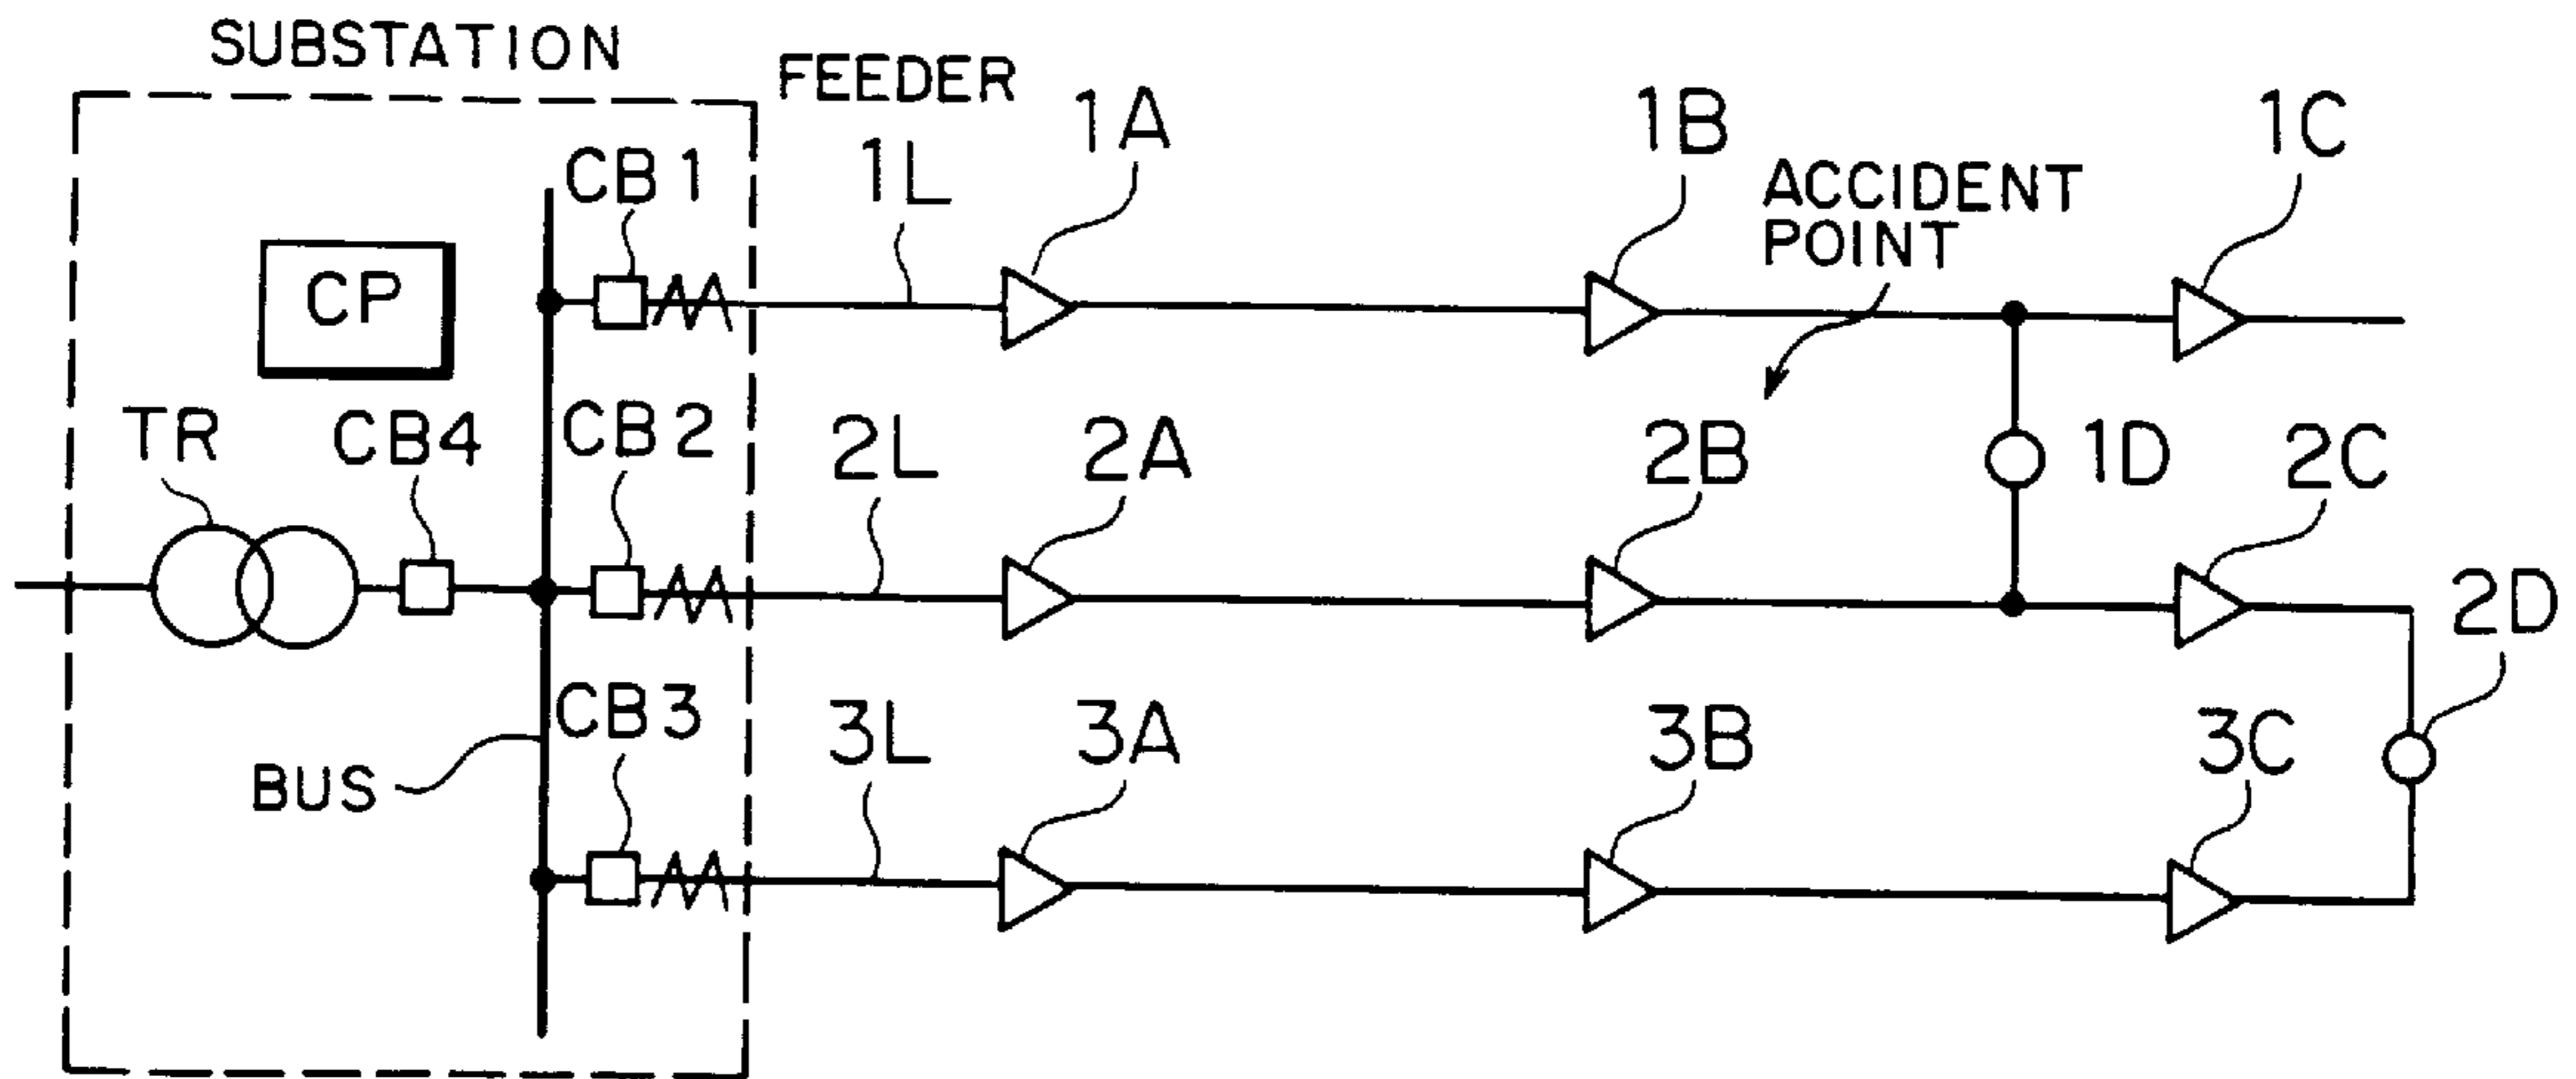 SUBSTATION
FEEDER
1A
1B
1C
CB1
1L
ACCIDENT
POINT
CP
TR
CB4
CB2
2L
2A
2B
1D
2C
2D
CB3
3L
3A
3B
3C
BUS